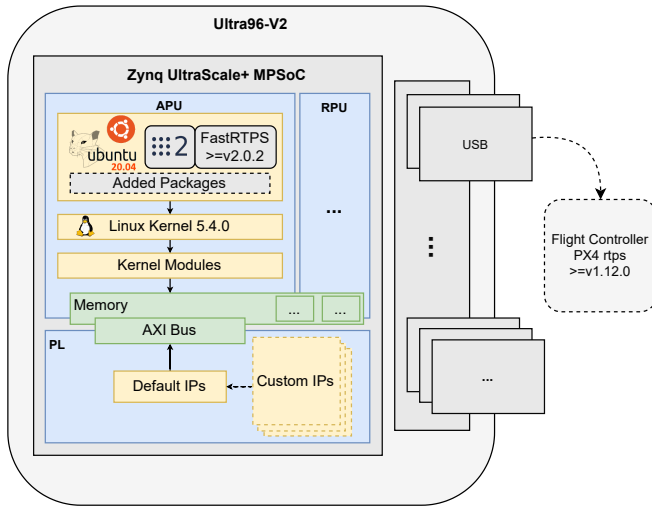 Ultra96-V2
Zynq UltraScale+ MPSoC
APU
RPU
ubuntu
20.04
2
FastRTPS
>=v2.0.2
Added Packages
Linux Kernel 5.4.0
Kernel Modules
...
Memory
...
...
AXI Bus
PL
Default IPs
Custom IPs
USB
...
...
Flight Controller
PX4 rtps
>=v1.12.0